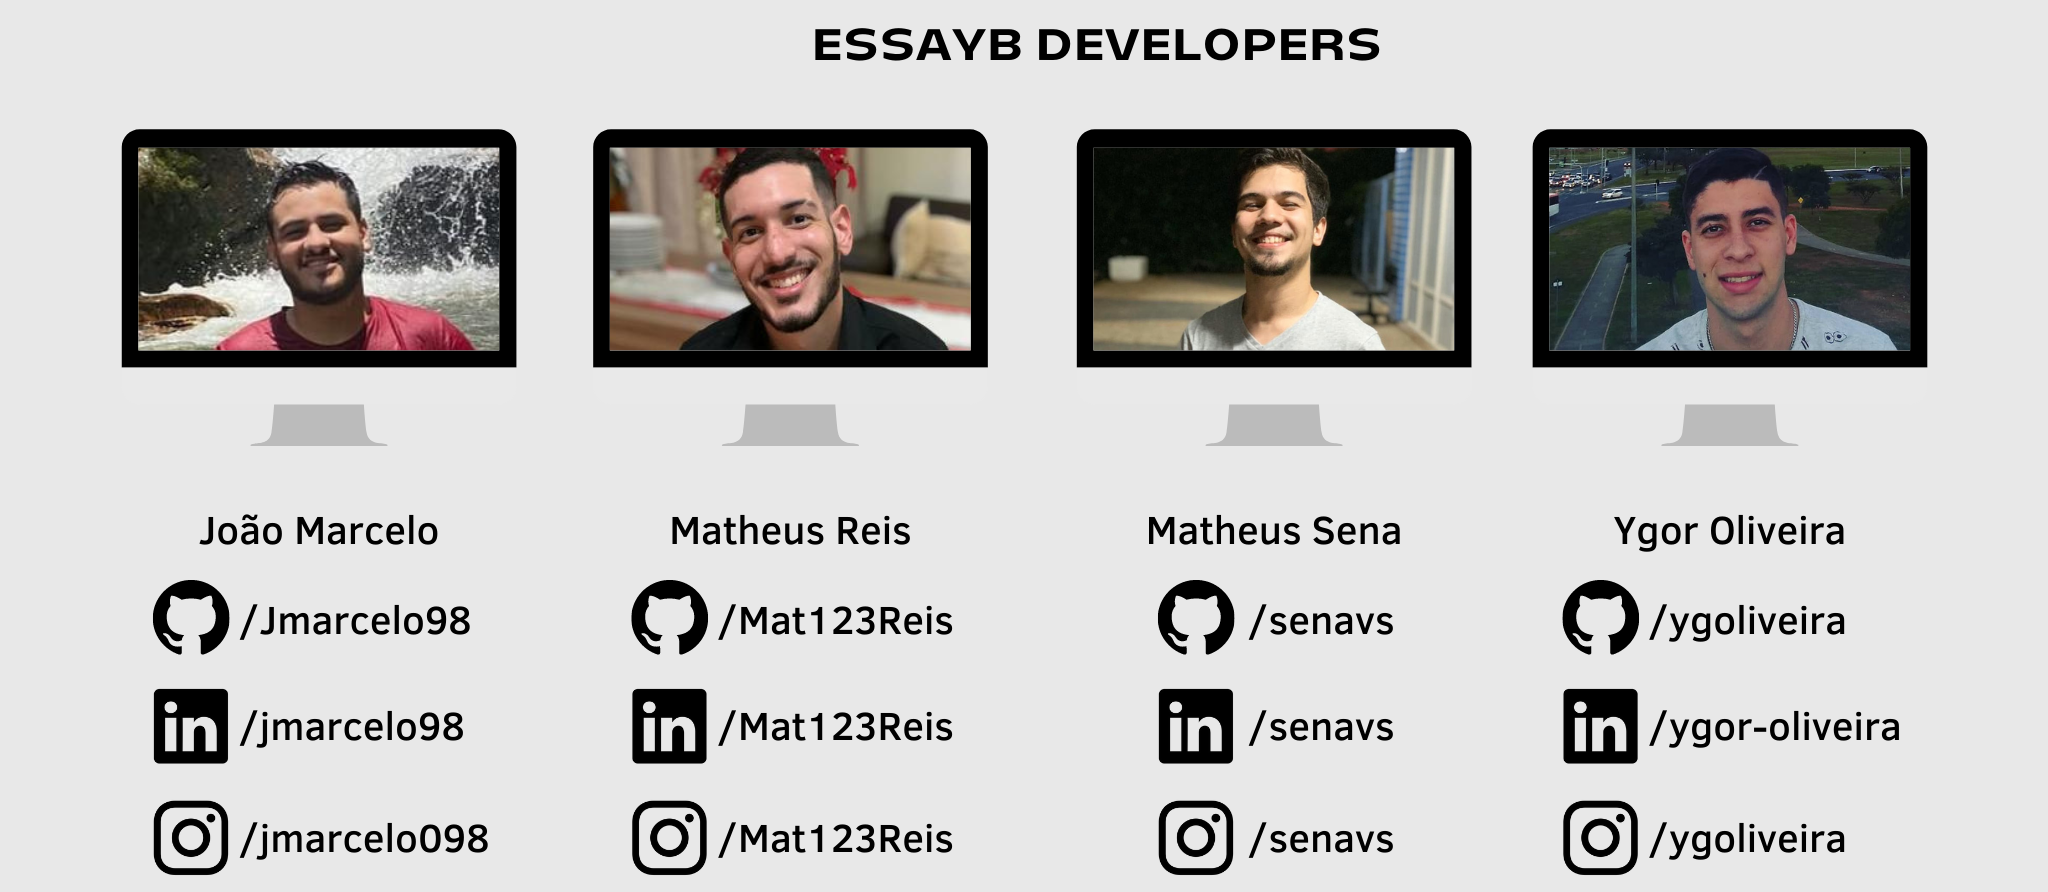 ESSAYB DEVELOPERS
João Marcelo
/Jmarcelo98
/jmarcelo98
/jmarcelo098
Matheus Reis
/Mat123Reis
/Mat123Reis
/Mat123Reis
Matheus Sena
/senavs
/senavs
/senavs
Ygor Oliveira
/ygoliveira
/ygor-oliveira
/ygoliveira